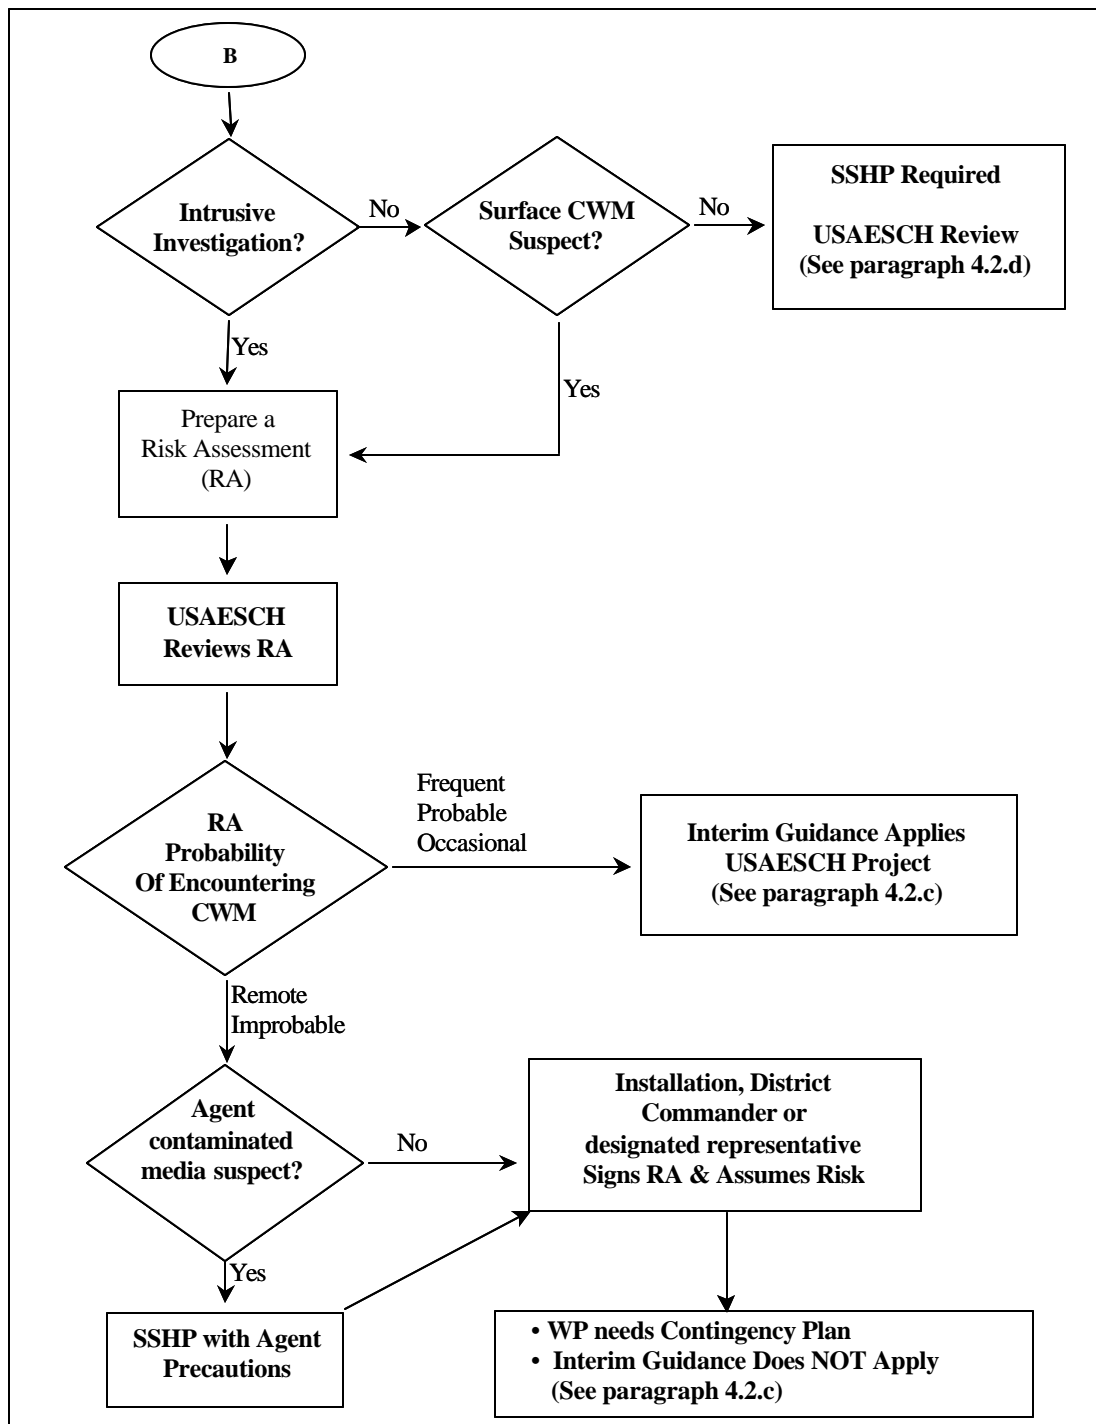 B
Intrusive
Investigation?
No
Surface CWM
Suspect?
No
SSHP Required
USAESCH Review
(See paragraph 4.2.d)
Yes
Yes
Prepare a
Risk Assessment
(RA)
USAESCH
Reviews RA
RA
Probability
Of Encountering
CWM
Frequent
Probable
Occasional
Interim Guidance Applies
USAESCH Project
(See paragraph 4.2.c)
Remote
Improbable
Agent
contaminated
media suspect?
No
Installation, District
Commander or
designated representative
Signs RA & Assumes Risk
Yes
SSHP with Agent
Precautions
• WP needs Contingency Plan
• Interim Guidance Does NOT Apply
(See paragraph 4.2.c)